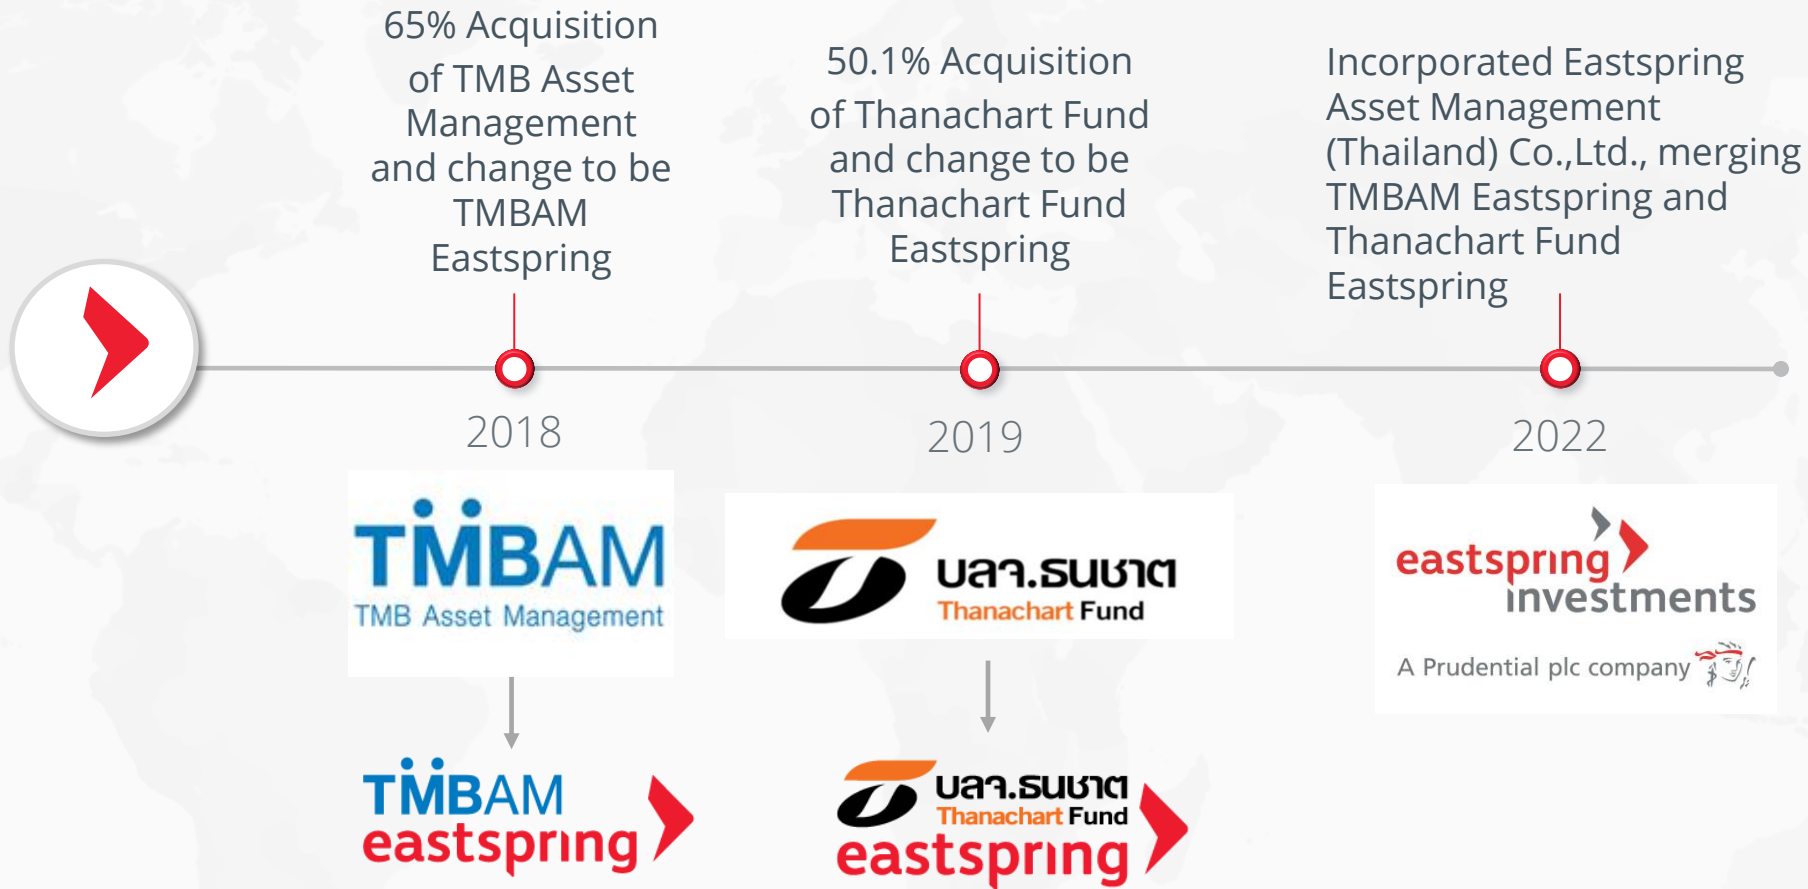 65% Acquisition
of TMB Asset
Management
and change to be
TMBAM
Eastspring
50.1% Acquisition
of Thanachart Fund
and change to be
Thanachart Fund
Eastspring
Incorporated Eastspring
Asset Management
(Thailand) Co.,Ltd., merging
TMBAM Eastspring and
Thanachart Fund
Eastspring
2018
2019
2022
TMBAM
TMB Asset Management
บลจ.ธนชาต
Thanachart Fund
eastspring
investments
A Prudential plc company
TMBAM
eastspring
บลจ.ธนชาต
Thanachart Fund
eastspring